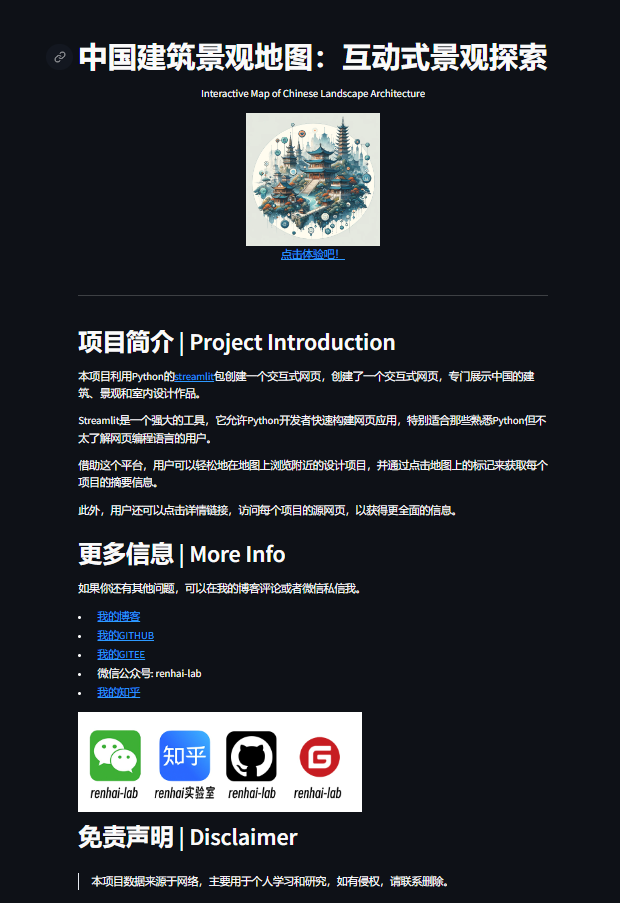 中国建筑景观地图：互动式景观探索
Interactive Map of Chinese Landscape Architecture
点击体验吧！
项目简介 | Project Introduction
本项目利用Python的streamlit包创建一个交互式网页，创建了一个交互式网页，专门展示中国的建
筑、景观和室内设计作品。
Streamlit是一个强大的工具，它允许Python开发者快速构建网页应用，特别适合那些熟悉Python但不
太了解网页编程语言的用户。
借助这个平台，用户可以轻松地在地图上浏览附近的设计项目，并通过点击地图上的标记来获取每个
项目的摘要信息。
此外，用户还可以点击详情链接，访问每个项目的源网页，以获得更全面的信息。
更多信息 | More Info
如果你还有其他问题，可以在我的博客评论或者微信私信我。
我的博客
我的GITHUB
我的GITEE
微信公众号: renhai-lab
我的知乎
知乎 G
renhai-lab renhai实验室 renhai-lab renhai-lab
免责声明 | Disclaimer
本项目数据来源于网络，主要用于个人学习和研究，如有侵权，请联系删除。